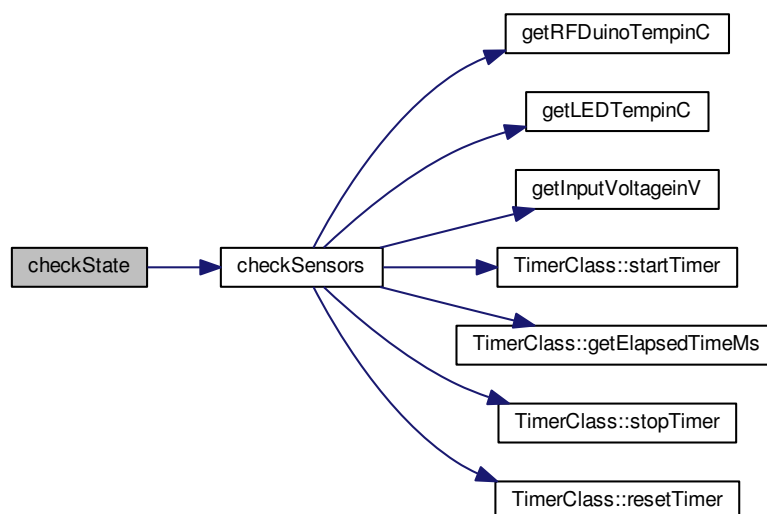 getRFDuinoTempinC
getLEDTempinC
getInputVoltageinV
checkState
checkSensors
TimerClass::startTimer
TimerClass::getElapsedTimeMs
TimerClass::stopTimer
TimerClass::resetTimer